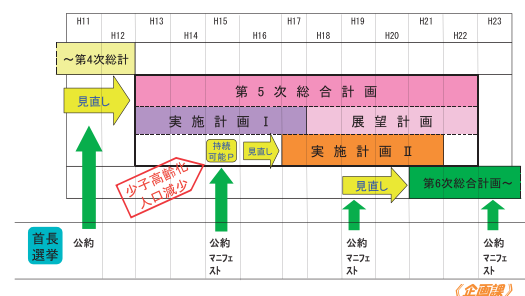 H11 H13 H15 H17 H19 H21 H23
H12 H14 H16 H18 H20 H22
～第4次総計
見直し
第5次総合計画
実施計画Ⅰ
展望計画
持続
可能P
見直し
実施計画Ⅱ
少子高齢化
人口減少
見直し
第6次総合計画～
首長
選挙
公約
公約
マニフェ
スト
公約
マニフェ
スト
公約
マニフェ
スト
《企画課》